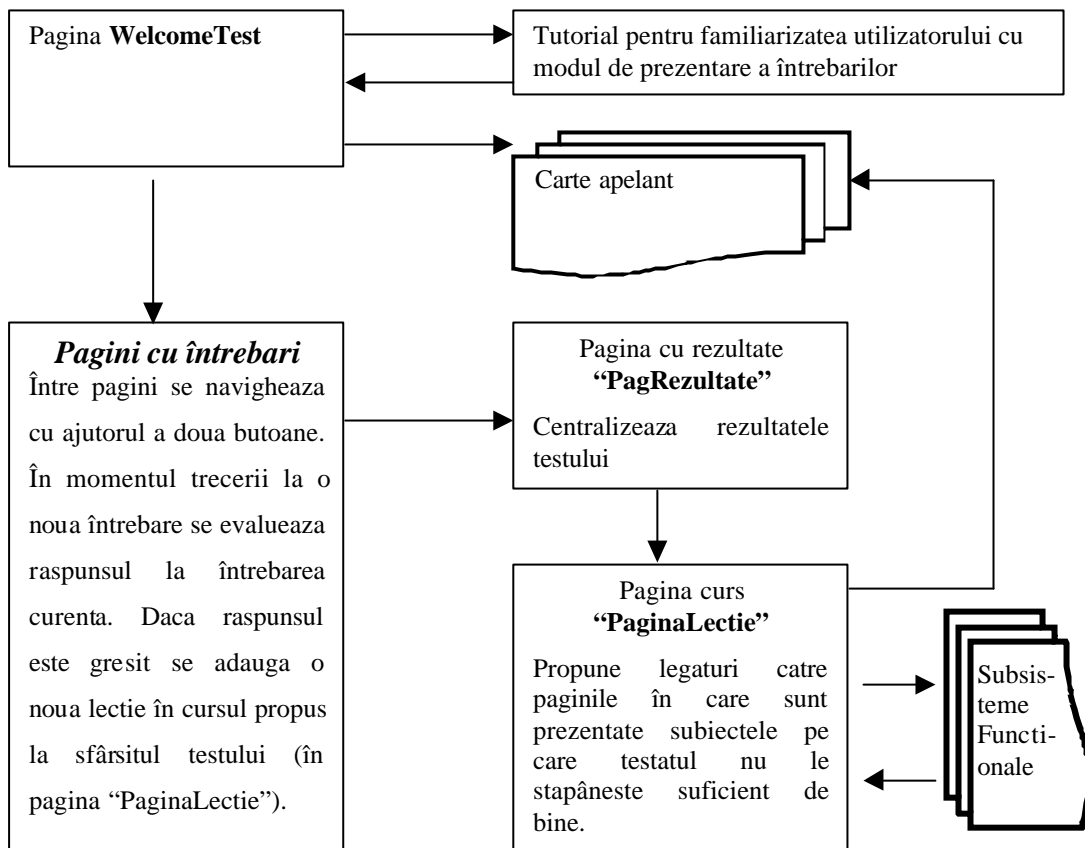 Pagina WelcomeTest
Tutorial pentru familiarizatea utilizatorului cu
modul de prezentare a întrebarilor
Carte apelant
Pagini cu întrebari
Între pagini se navigheaza
cu ajutorul a doua butoane.
În momentul trecerii la o
noua întrebare se evalueaza
raspunsul la întrebarea
curenta. Daca raspunsul
este gresit se adauga o
noua lectie în cursul propus
la sfârsitul testului (în
pagina “PaginaLectie”).
Pagina cu rezultate
“PagRezultate”
Centralizeaza rezultatele
testului
Pagina curs
“PaginaLectie”
Propune legaturi catre
paginile în care sunt
prezentate subiectele pe
care testatul nu le
stapâneste suficient de
bine.
Subsis-
teme
Functi-
onale